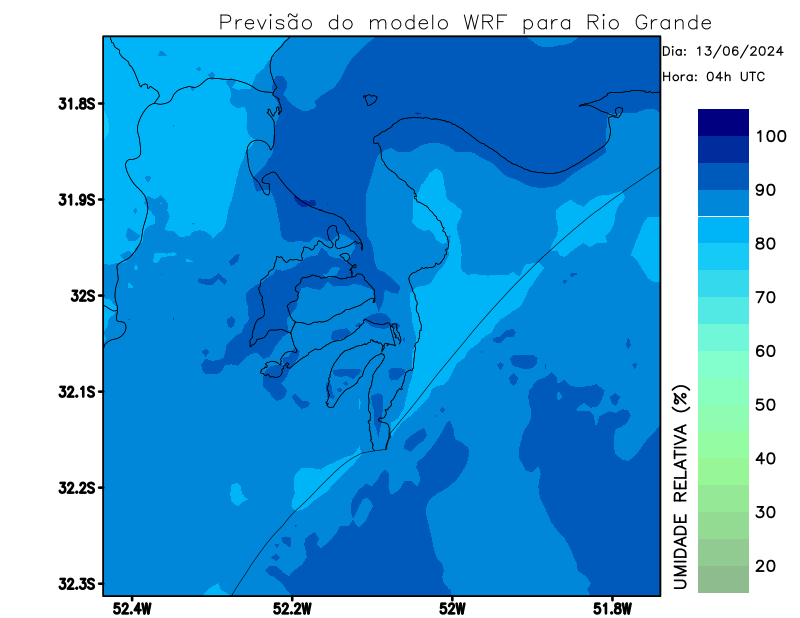 Previsão do modelo WRF para Rio Grande
Dia: 13/06/2024
Hora: 04h UTC
31.8S
31.9S
32S
32.1S
32.2S
32.3S
52.4W
52.2W
52W
51.8W
100
90
80
70
60
50
40
30
20
UMIDADE RELATIVA (%)